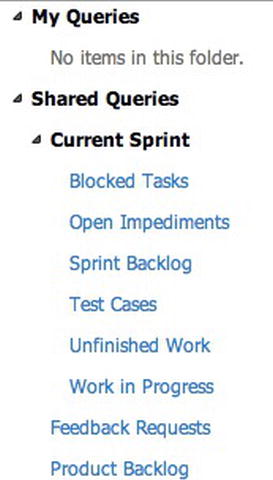 My Queries
No items in this folder.
Shared Queries
Current Sprint
Blocked Tasks
Open Impediments
Sprint Backlog
Test Cases
Unfinished Work
Work in Progress
Feedback Requests
Product Backlog